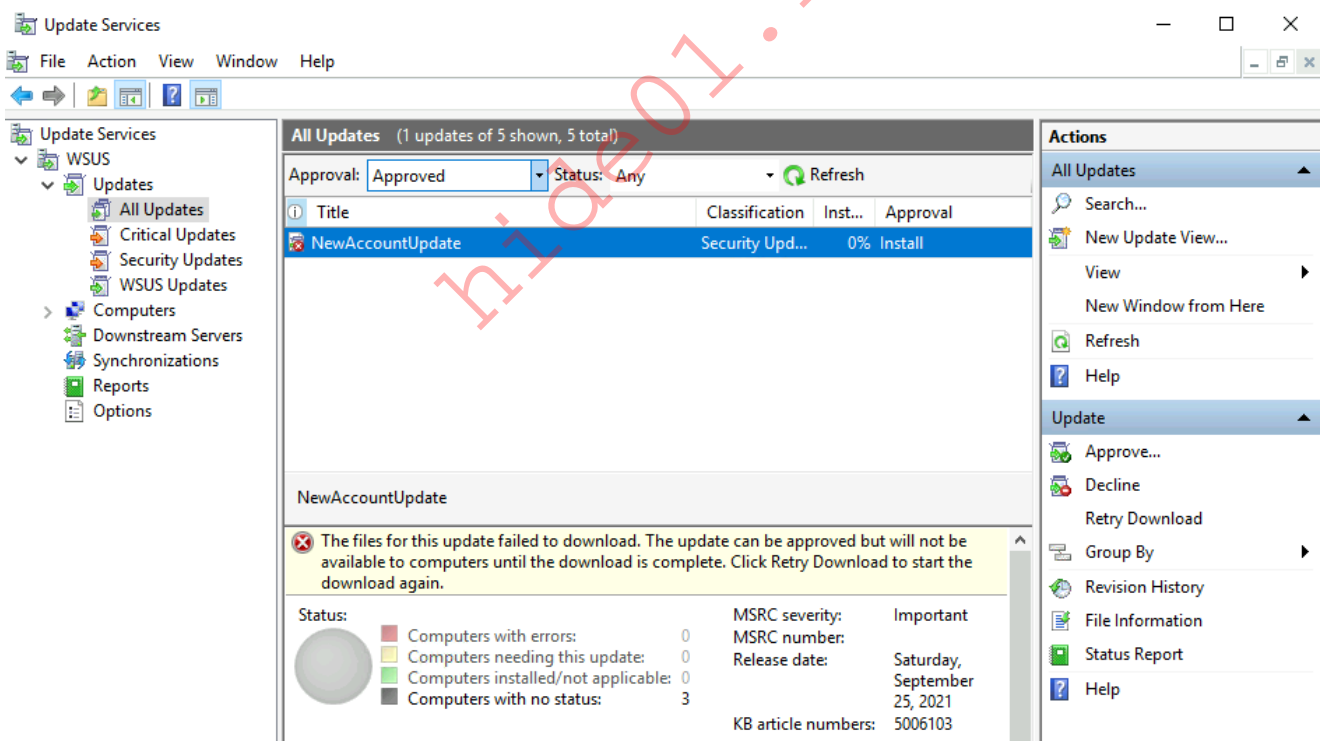 Update Services
File Action View Window Help
Update Services
WSUS
Updates
All Updates
Critical Updates
Security Updates
WSUS Updates
Computers
Downstream Servers
Synchronizations
Reports
Options
All Updates (1 updates of 5 shown, 5 total)
Approval: Approved Status: Any Refresh
Title Classification Inst... Approval
NewAccountUpdate Security Upd... 0% Install
NewAccountUpdate
The files for this update failed to download. The update can be approved but will not be
available to computers until the download is complete. Click Retry Download to start the
download again.
Status:
Computers with errors: 0
Computers needing this update: 0
Computers installed/not applicable: 0
Computers with no status: 3
MSRC severity: Important
MSRC number:
Release date: Saturday,
September
25, 2021
KB article numbers: 5006103
Actions
All Updates
Search...
New Update View...
View
New Window from Here
Refresh
Help
Update
Approve...
Decline
Retry Download
Group By
Revision History
File Information
Status Report
Help
hide01.